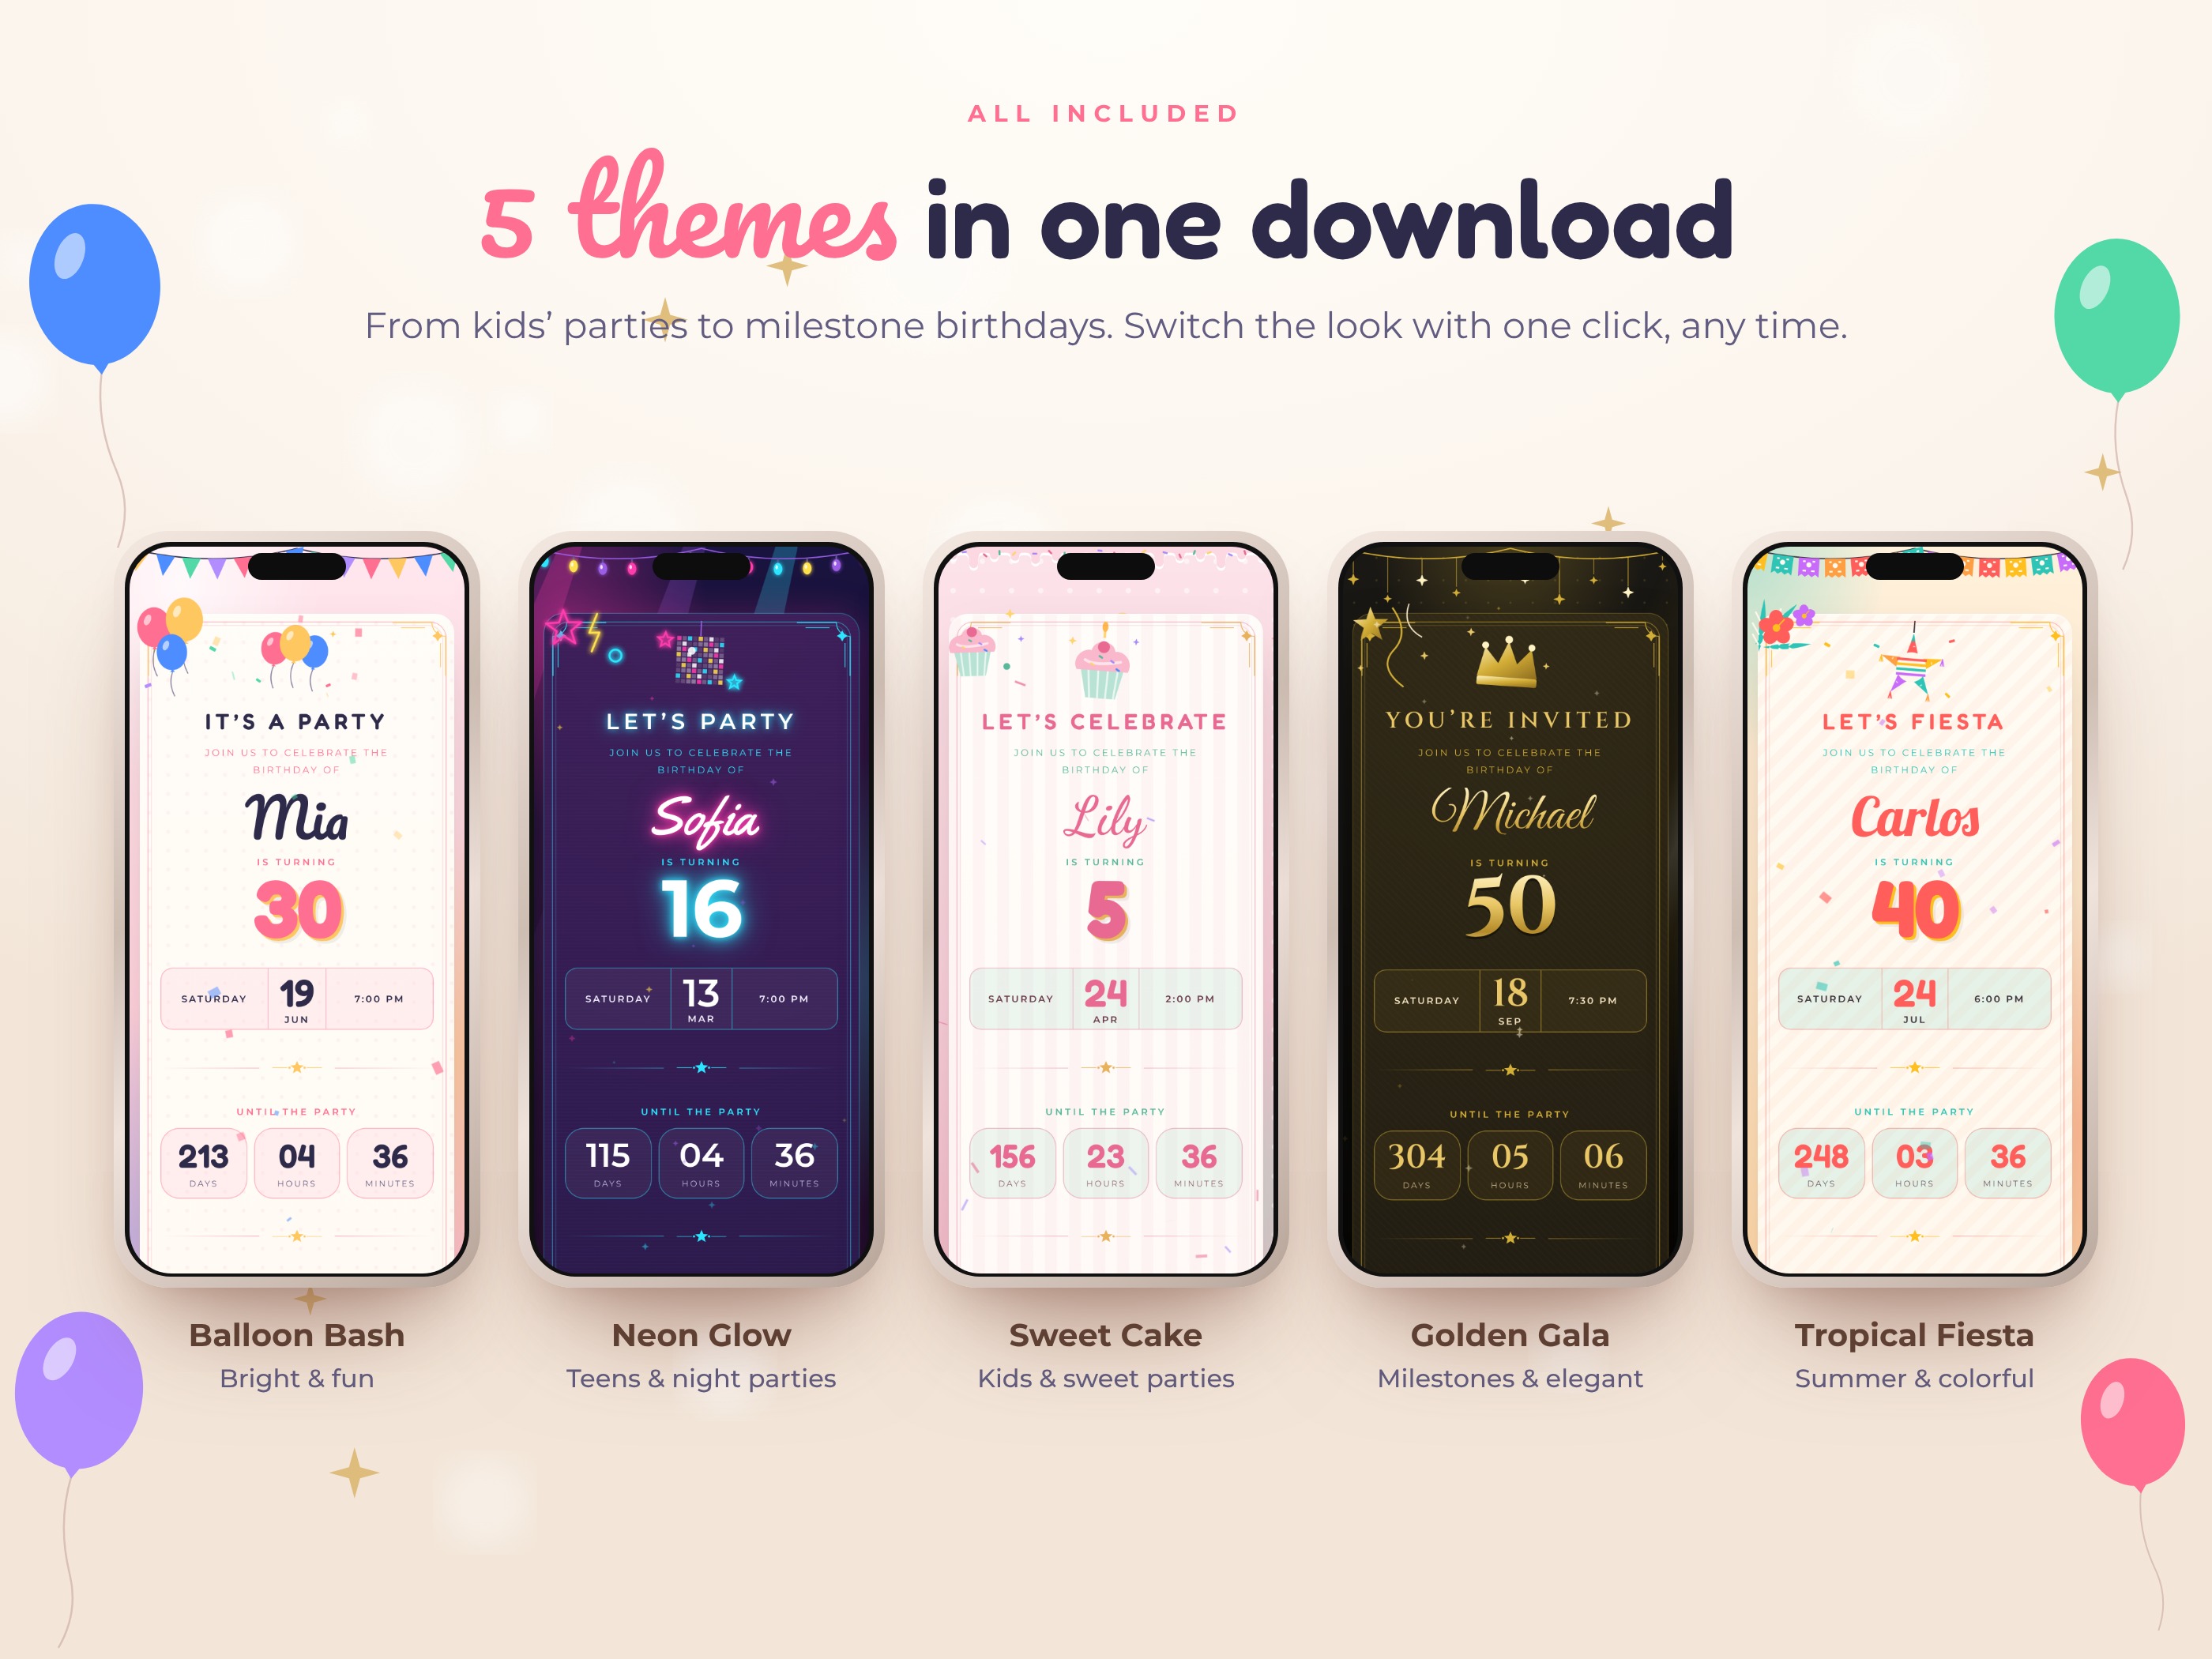 ALL INCLUDED
5 themes in one download
From kids’ parties to milestone birthdays. Switch the look with one click, any time.
IT’S A PARTY
JOIN US TO CELEBRATE THE
BIRTHDAY OF
Mia
IS TURNING
30
SATURDAY
19
JUN
7:00 PM
UNTIL THE PARTY
213
DAYS
04
HOURS
36
MINUTES
Balloon Bash
Bright & fun
LET’S PARTY
JOIN US TO CELEBRATE THE
BIRTHDAY OF
Sofia
IS TURNING
16
SATURDAY
13
MAR
7:00 PM
UNTIL THE PARTY
115
DAYS
04
HOURS
36
MINUTES
Neon Glow
Teens & night parties
LET’S CELEBRATE
JOIN US TO CELEBRATE THE
BIRTHDAY OF
Lily
IS TURNING
5
SATURDAY
24
APR
2:00 PM
UNTIL THE PARTY
156
DAYS
23
HOURS
36
MINUTES
Sweet Cake
Kids & sweet parties
YOU’RE INVITED
JOIN US TO CELEBRATE THE
BIRTHDAY OF
Michael
IS TURNING
50
SATURDAY
18
SEP
7:30 PM
UNTIL THE PARTY
304
DAYS
05
HOURS
06
MINUTES
Golden Gala
Milestones & elegant
LET’S FIESTA
JOIN US TO CELEBRATE THE
BIRTHDAY OF
Carlos
IS TURNING
40
SATURDAY
24
JUL
6:00 PM
UNTIL THE PARTY
248
DAYS
03
HOURS
36
MINUTES
Tropical Fiesta
Summer & colorful